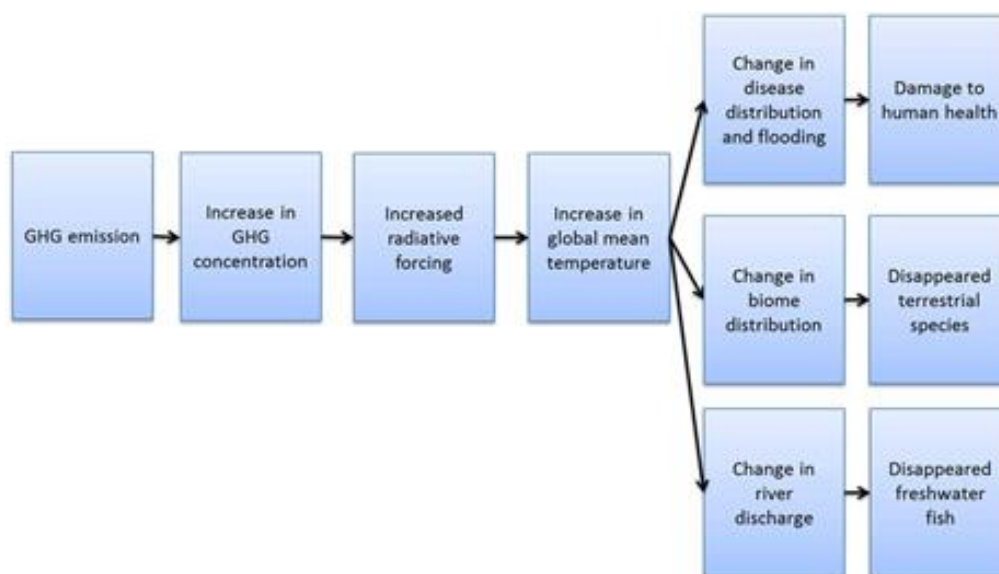 GHG emission
Increase in
GHG
concentration
Increased
radiative
forcing
Increase in
global mean
temperature
Change in
disease
distribution
and flooding
Damage to
human health
Change in
biome
distribution
Disappeared
terrestrial
species
Change in
river
discharge
Disappeared
freshwater
fish